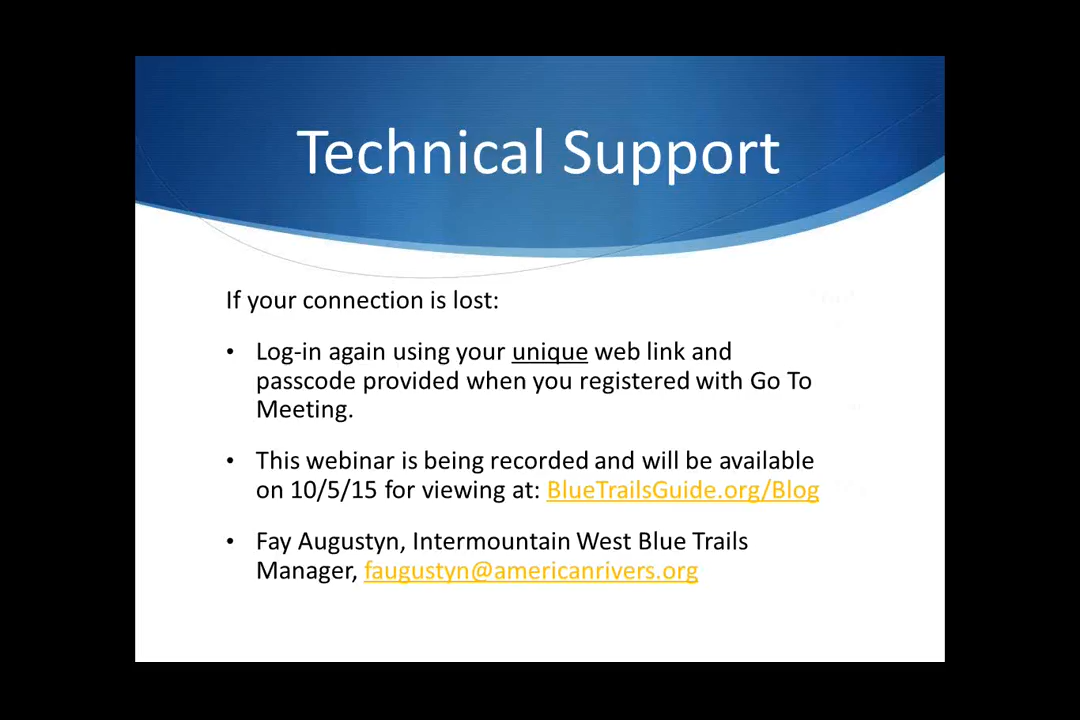 Technical Support
If your connection is lost:
• Log-in again using your unique web link and
passcode provided when you registered with Go To
Meeting.
• This webinar is being recorded and will be available
on 10/5/15 for viewing at: BlueTrailsGuide.org/Blog
• Fay Augustyn, Intermountain West Blue Trails
Manager, faugustyn@americanrivers.org